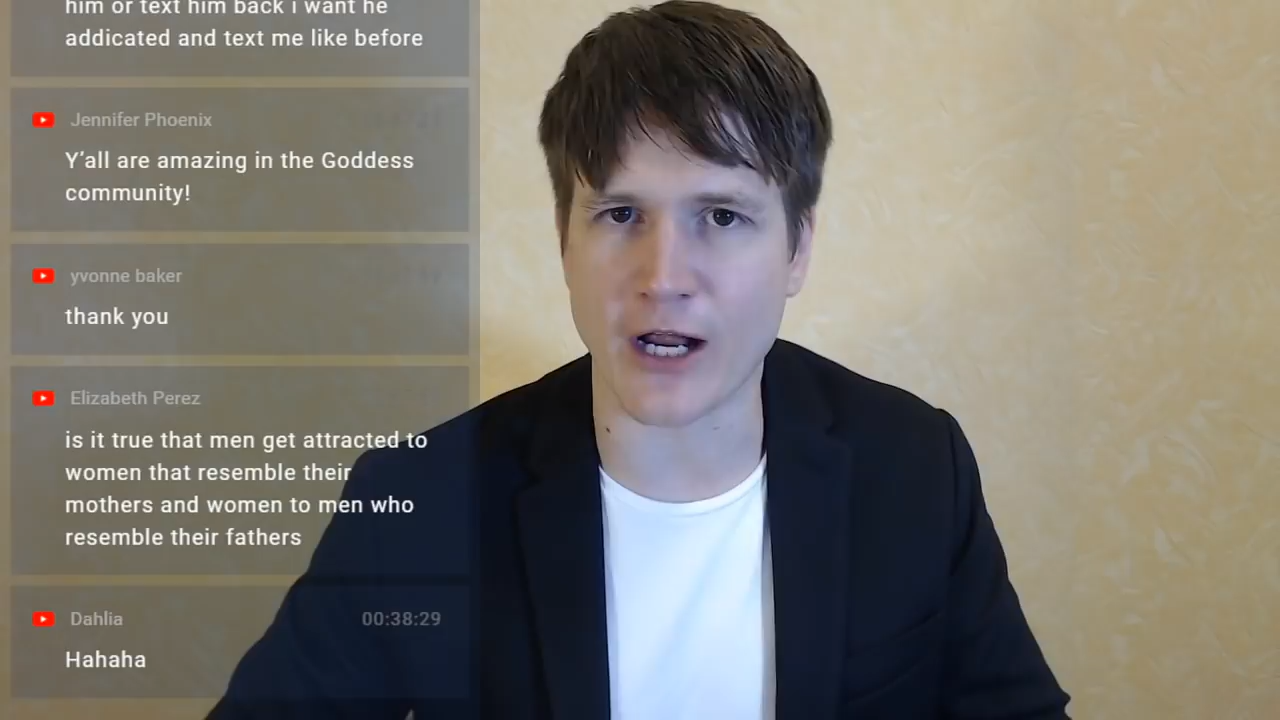 him or text him back i want he
addicated and text me like before
Jennifer Phoenix
Y'all are amazing in the Goddess
community!
yvonne baker
thank you
Elizabeth Perez
is it true that men get attracted to
women that resemble their
mothers and women to men who
resemble their fathers
Dahlia 00:38:29
Hahaha